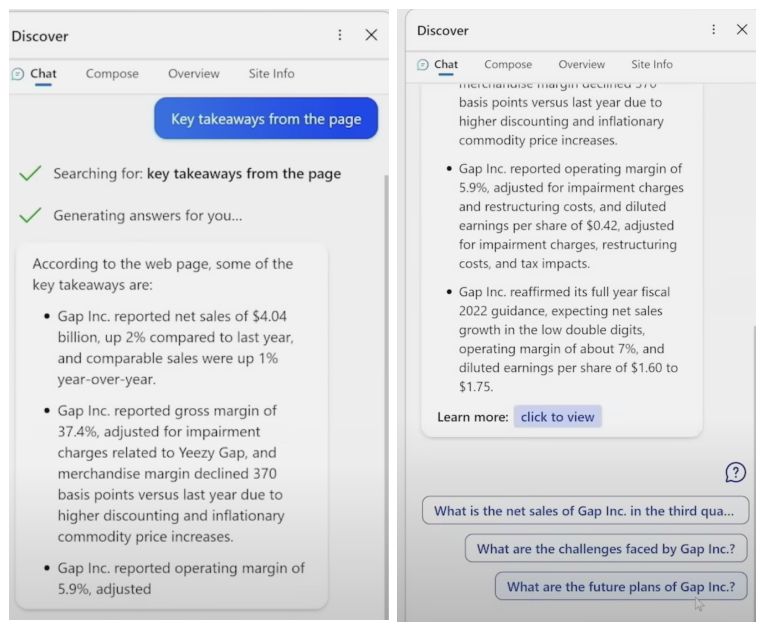 Discover
Chat
Compose
Overview
Site Info
Key takeaways from the page
Searching for: key takeaways from the page
Generating answers for you...
According to the web page, some of the
key takeaways are:
• Gap Inc. reported net sales of $4.04
billion, up 2% compared to last year,
and comparable sales were up 1%
year-over-year.
• Gap Inc. reported gross margin of
37.4%, adjusted for impairment
charges related to Yeezy Gap, and
merchandise margin declined 370
basis points versus last year due to
higher discounting and inflationary
commodity price increases.
• Gap Inc. reported operating margin of
5.9%, adjusted
Discover
Chat
Compose
Overview
Site Info
merchandise margin declined 370
basis points versus last year due to
higher discounting and inflationary
commodity price increases.
• Gap Inc. reported operating margin of
5.9%, adjusted for impairment charges
and restructuring costs, and diluted
earnings per share of $0.42, adjusted
for impairment charges, restructuring
costs, and tax impacts.
• Gap Inc. reaffirmed its full year fiscal
2022 guidance, expecting net sales
growth in the low double digits,
operating margin of about 7%, and
diluted earnings per share of $1.60 to
$1.75.
Learn more: click to view
What is the net sales of Gap Inc. in the third qua...
What are the challenges faced by Gap Inc.?
What are the future plans of Gap Inc.?